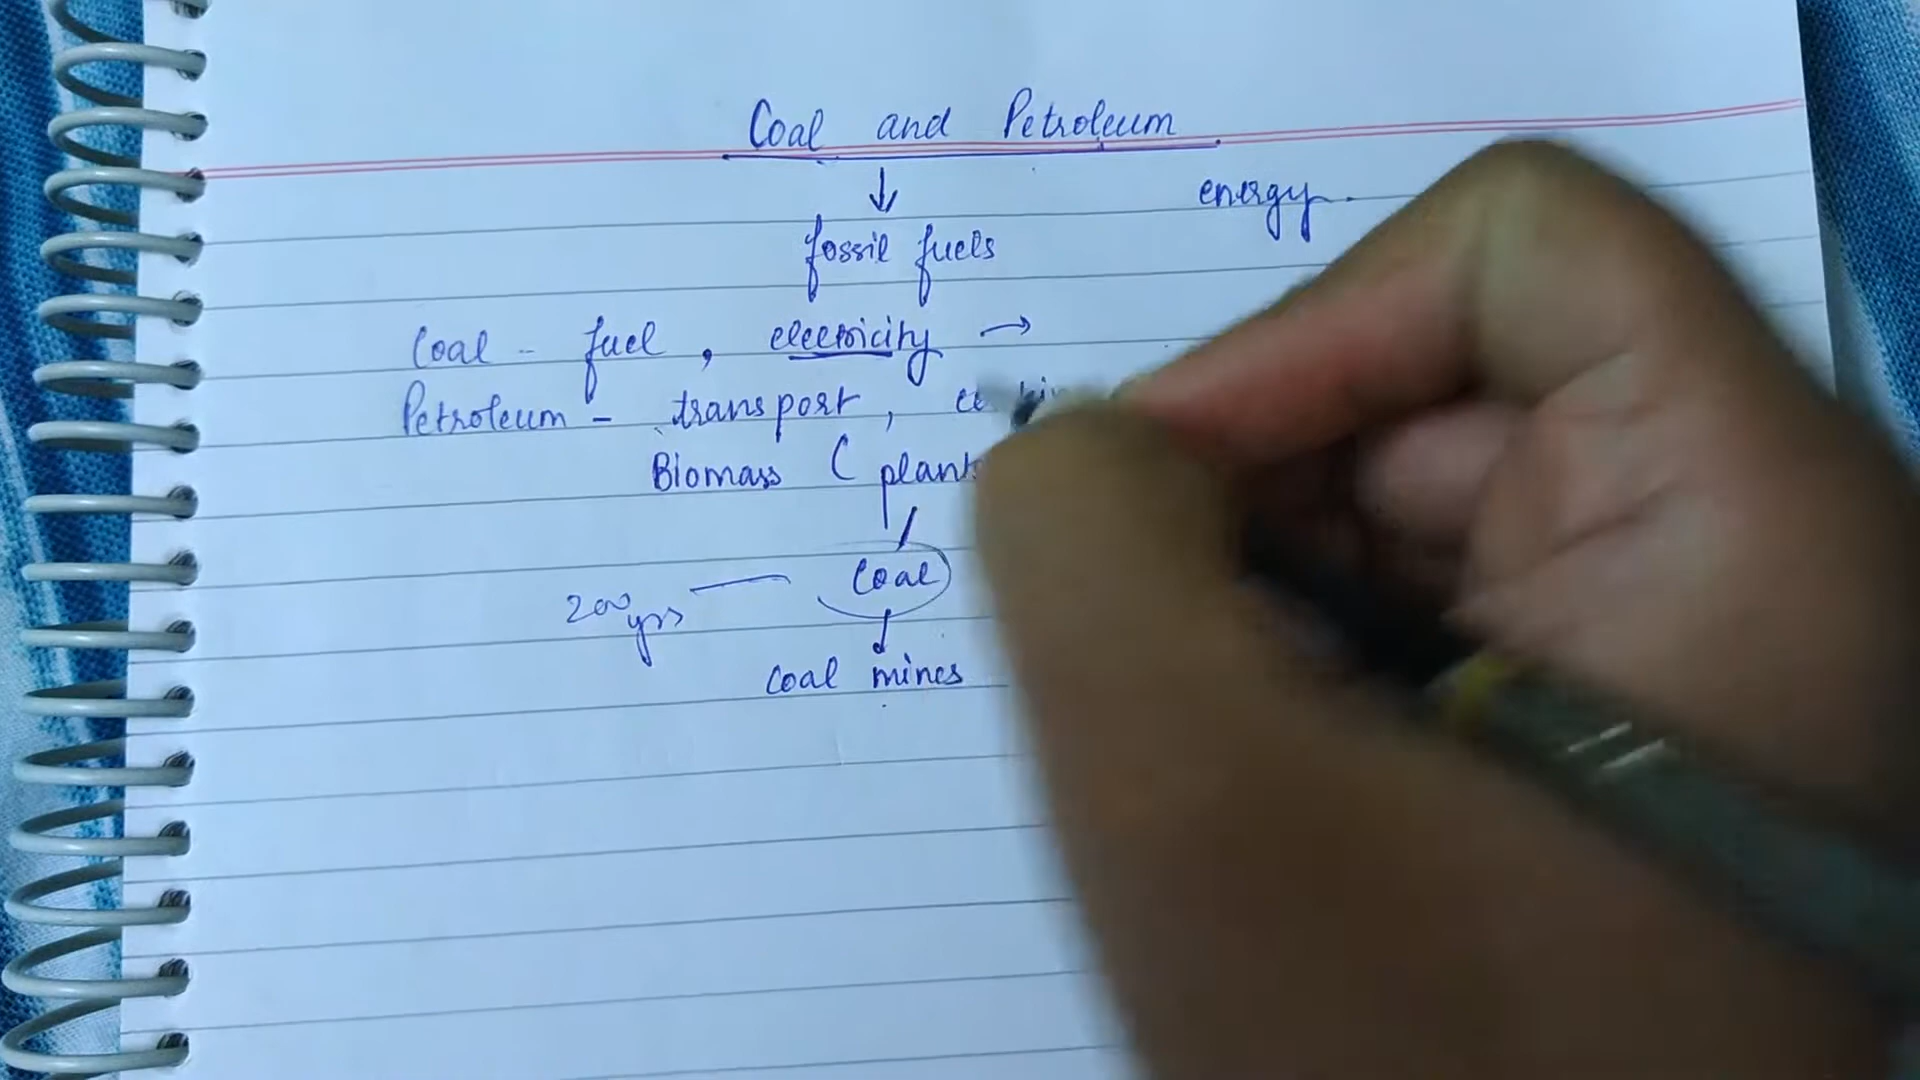 Coal and Petroleum
↓
energy.
fossil fuels
Coal - fuel, electricity →
Petroleum - transport,
Biomass ( plant
Coal
200 yrs
Coal mines